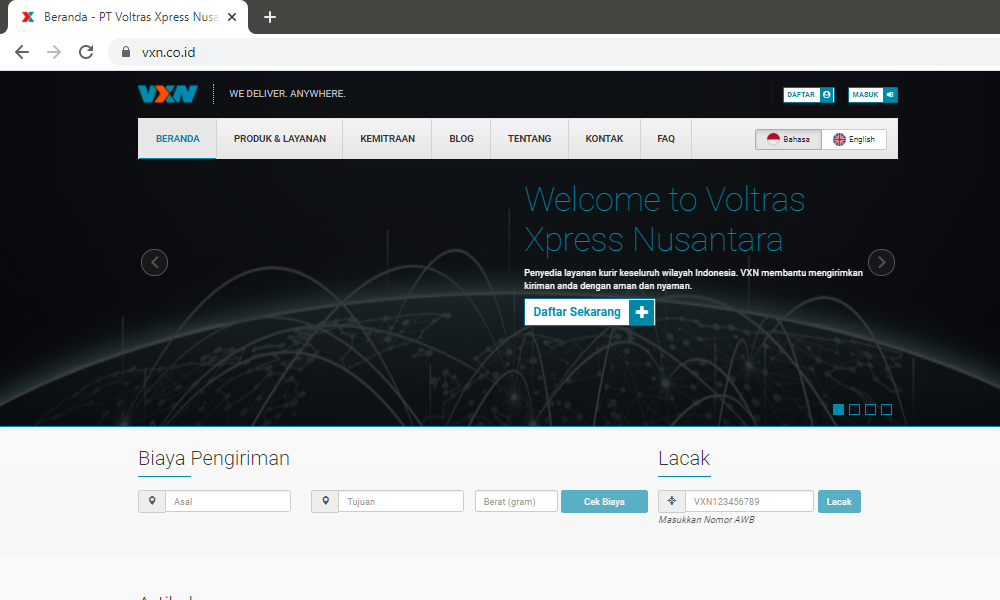 Beranda - PT Voltras Xpress Nusa
vxn.co.id
VXN
WE DELIVER. ANYWHERE.
DAFTAR
MASUK
BERANDA
PRODUK & LAYANAN
KEMITRAAN
BLOG
TENTANG
KONTAK
FAQ
Bahasa
English
Welcome to Voltras
Xpress Nusantara
Penyedia layanan kurir keseluruh wilayah Indonesia. VXN membantu mengirimkan
kiriman anda dengan aman dan nyaman.
Daftar Sekarang
Biaya Pengiriman
Lacak
Asal
Tujuan
Berat (gram)
Cek Biaya
VXN123456789
Lacak
Masukkan Nomor AWB